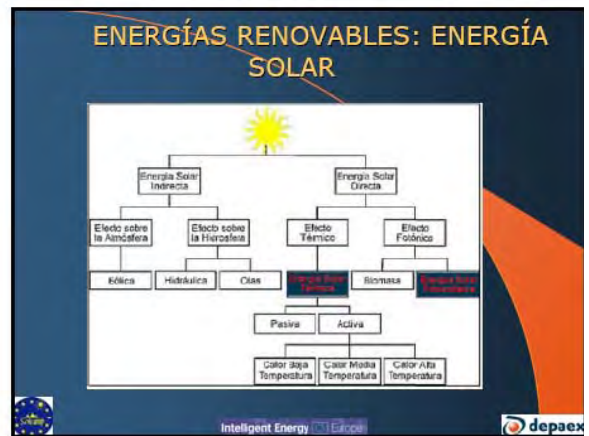 ENERGÍAS RENOVABLES: ENERGÍA
SOLAR
Energía Solar
Indirecta
Energía Solar
Directa
Efecto sobre
la Atmósfera
Efecto sobre
la Hierosfera
Efecto
Térmico
Efecto
Fotónico
Eólica
Hidráulica
Olas
Energía Solar
Térmica
Biomasa
Energía Solar
Pasiva
Activa
Calor Baja
Temperatura
Calor Media
Temperatura
Calor Alta
Temperatura
Intelligent Energy Europe
depaex